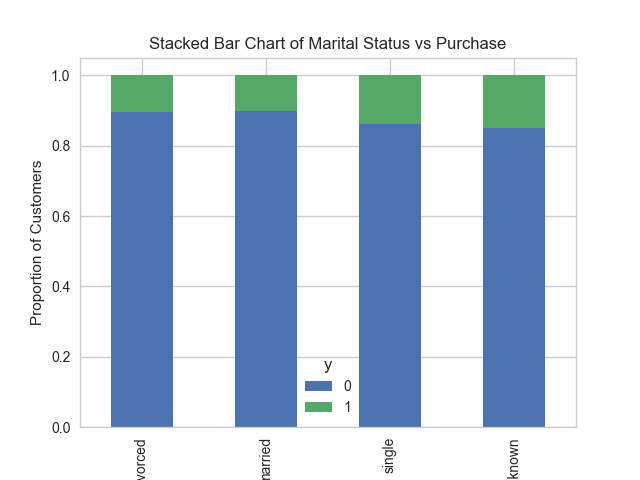 Stacked Bar Chart of Marital Status vs Purchase
Proportion of Customers
1.0
0.8
0.6
0.4
0.2
0.0
y
0
1
vorced
married
single
known